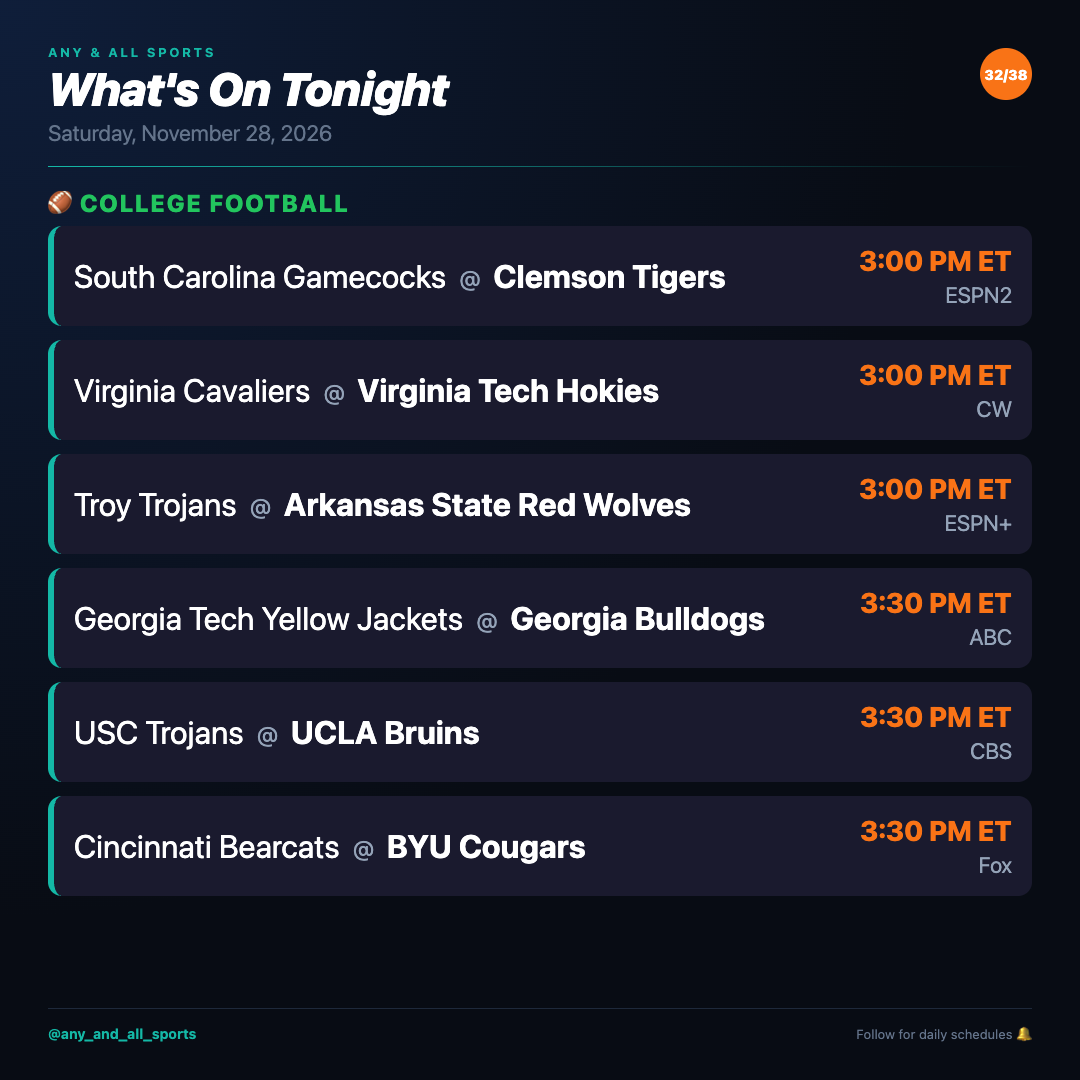 ANY & ALL SPORTS
What's On Tonight
32/38
Saturday, November 28, 2026
🏈 COLLEGE FOOTBALL
South Carolina Gamecocks @ Clemson Tigers
3:00 PM ET
ESPN2
Virginia Cavaliers @ Virginia Tech Hokies
3:00 PM ET
CW
Troy Trojans @ Arkansas State Red Wolves
3:00 PM ET
ESPN+
Georgia Tech Yellow Jackets @ Georgia Bulldogs
3:30 PM ET
ABC
USC Trojans @ UCLA Bruins
3:30 PM ET
CBS
Cincinnati Bearcats @ BYU Cougars
3:30 PM ET
Fox
@any_and_all_sports
Follow for daily schedules 🔔